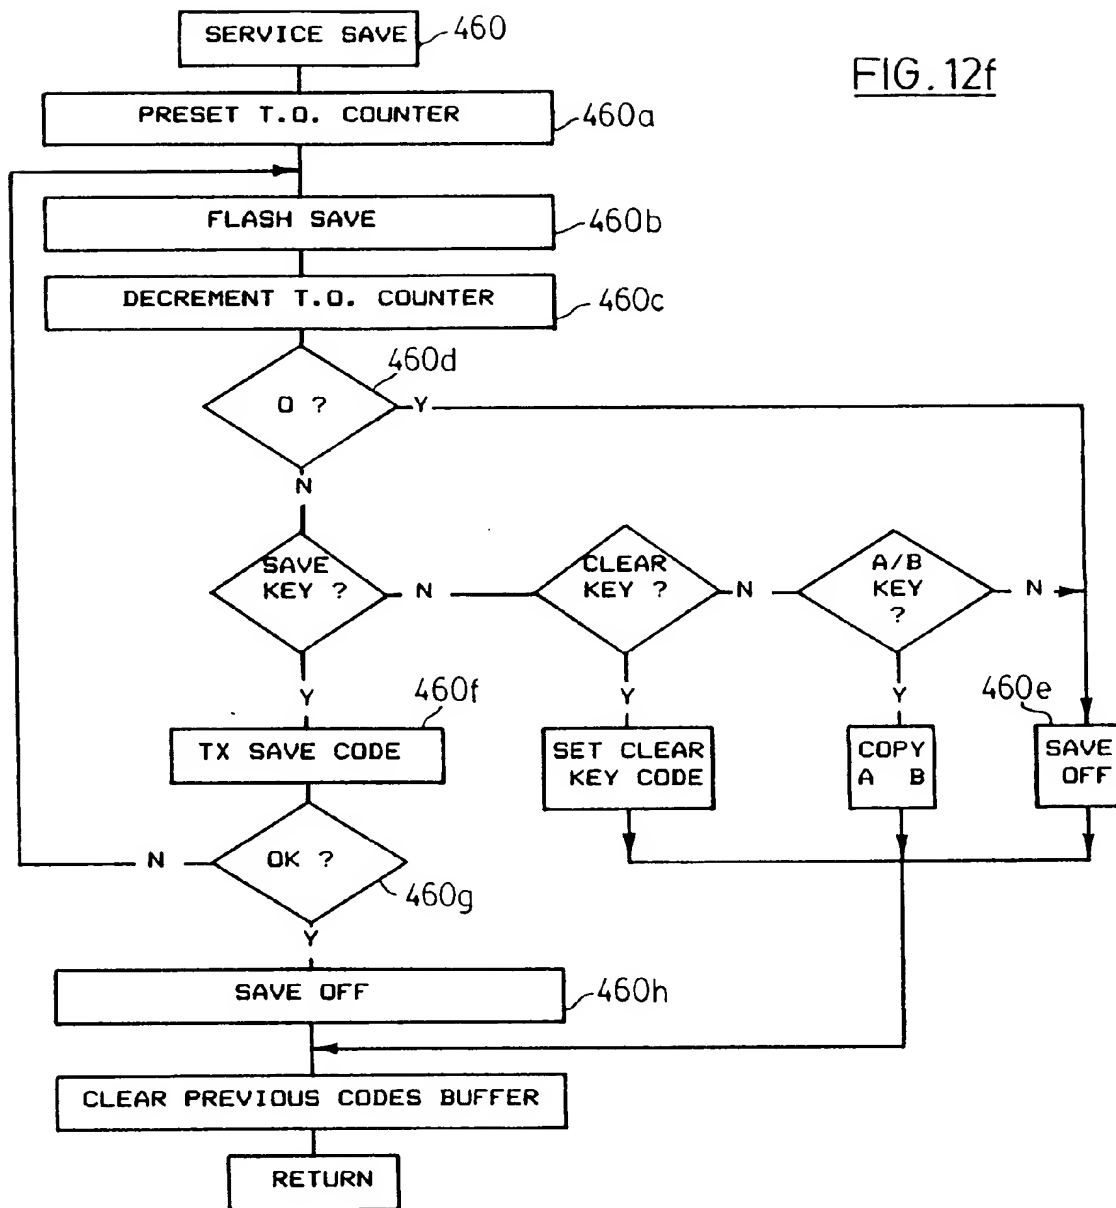 SERVICE SAVE
460
FIG. 12f
PRESET T.O. COUNTER
460a
FLASH SAVE
460b
DECREMENT T.O. COUNTER
460c
460d
O ?
Y
N
SAVE
KEY ?
N
CLEAR
KEY ?
N
A/B
KEY
?
N
Y
460f
Y
Y
460e
TX SAVE CODE
SET CLEAR
KEY CODE
COPY
A B
SAVE
OFF
N
OK ?
460g
Y
SAVE OFF
460h
CLEAR PREVIOUS CODES BUFFER
RETURN